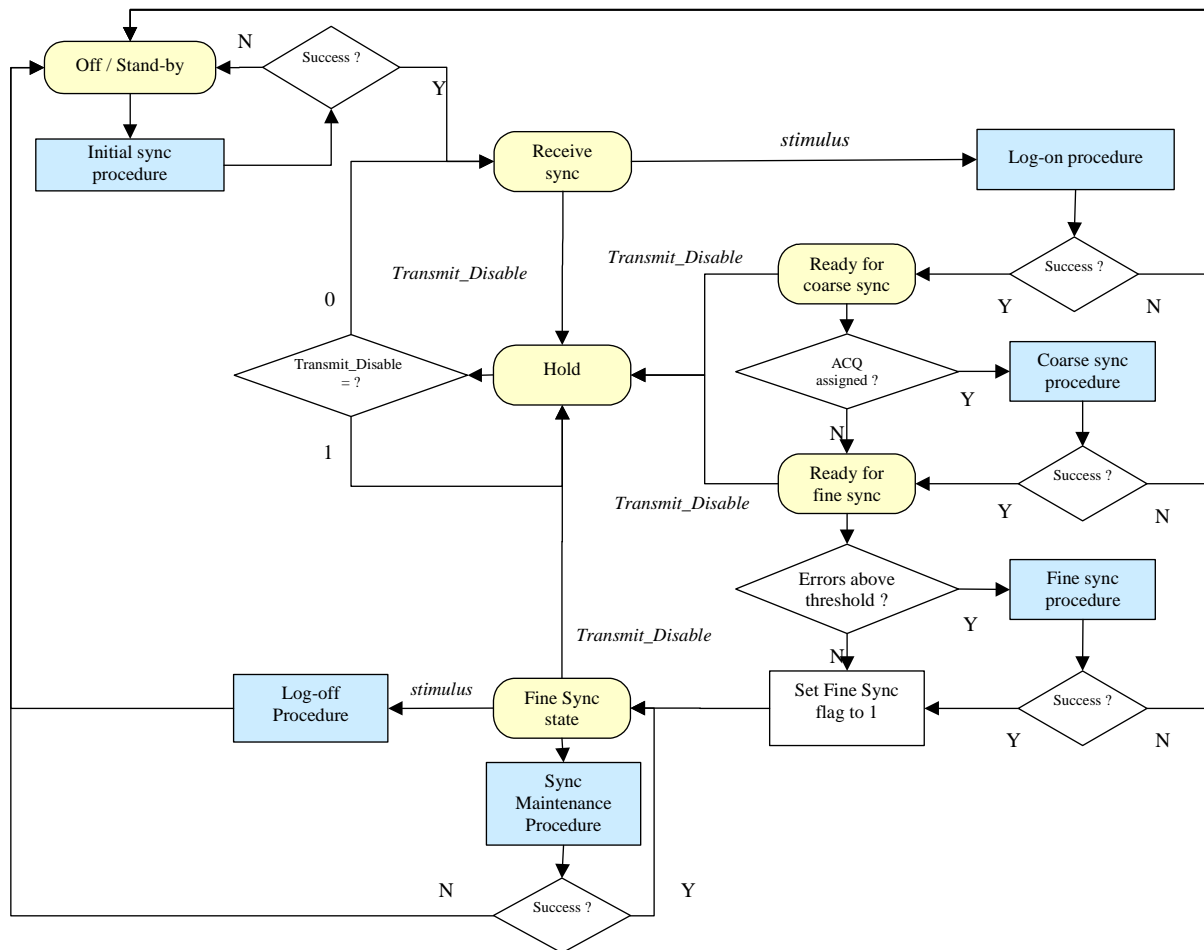 N
Success ?
Off / Stand-by
Y
Initial sync
procedure
Receive
sync
stimulus
Log-on procedure
Transmit_Disable
Transmit_Disable
Ready for
coarse sync
Success ?
Y
N
0
Transmit_Disable
= ?
Hold
ACQ
assigned ?
Y
Coarse sync
procedure
N
1
Ready for
fine sync
Success ?
Transmit_Disable
Y
N
Errors above
threshold ?
Y
Fine sync
procedure
Transmit_Disable
N
Log-off
Procedure
stimulus
Fine Sync
state
Set Fine Sync
flag to 1
Success ?
Y
N
Sync
Maintenance
Procedure
N
Success ?
Y